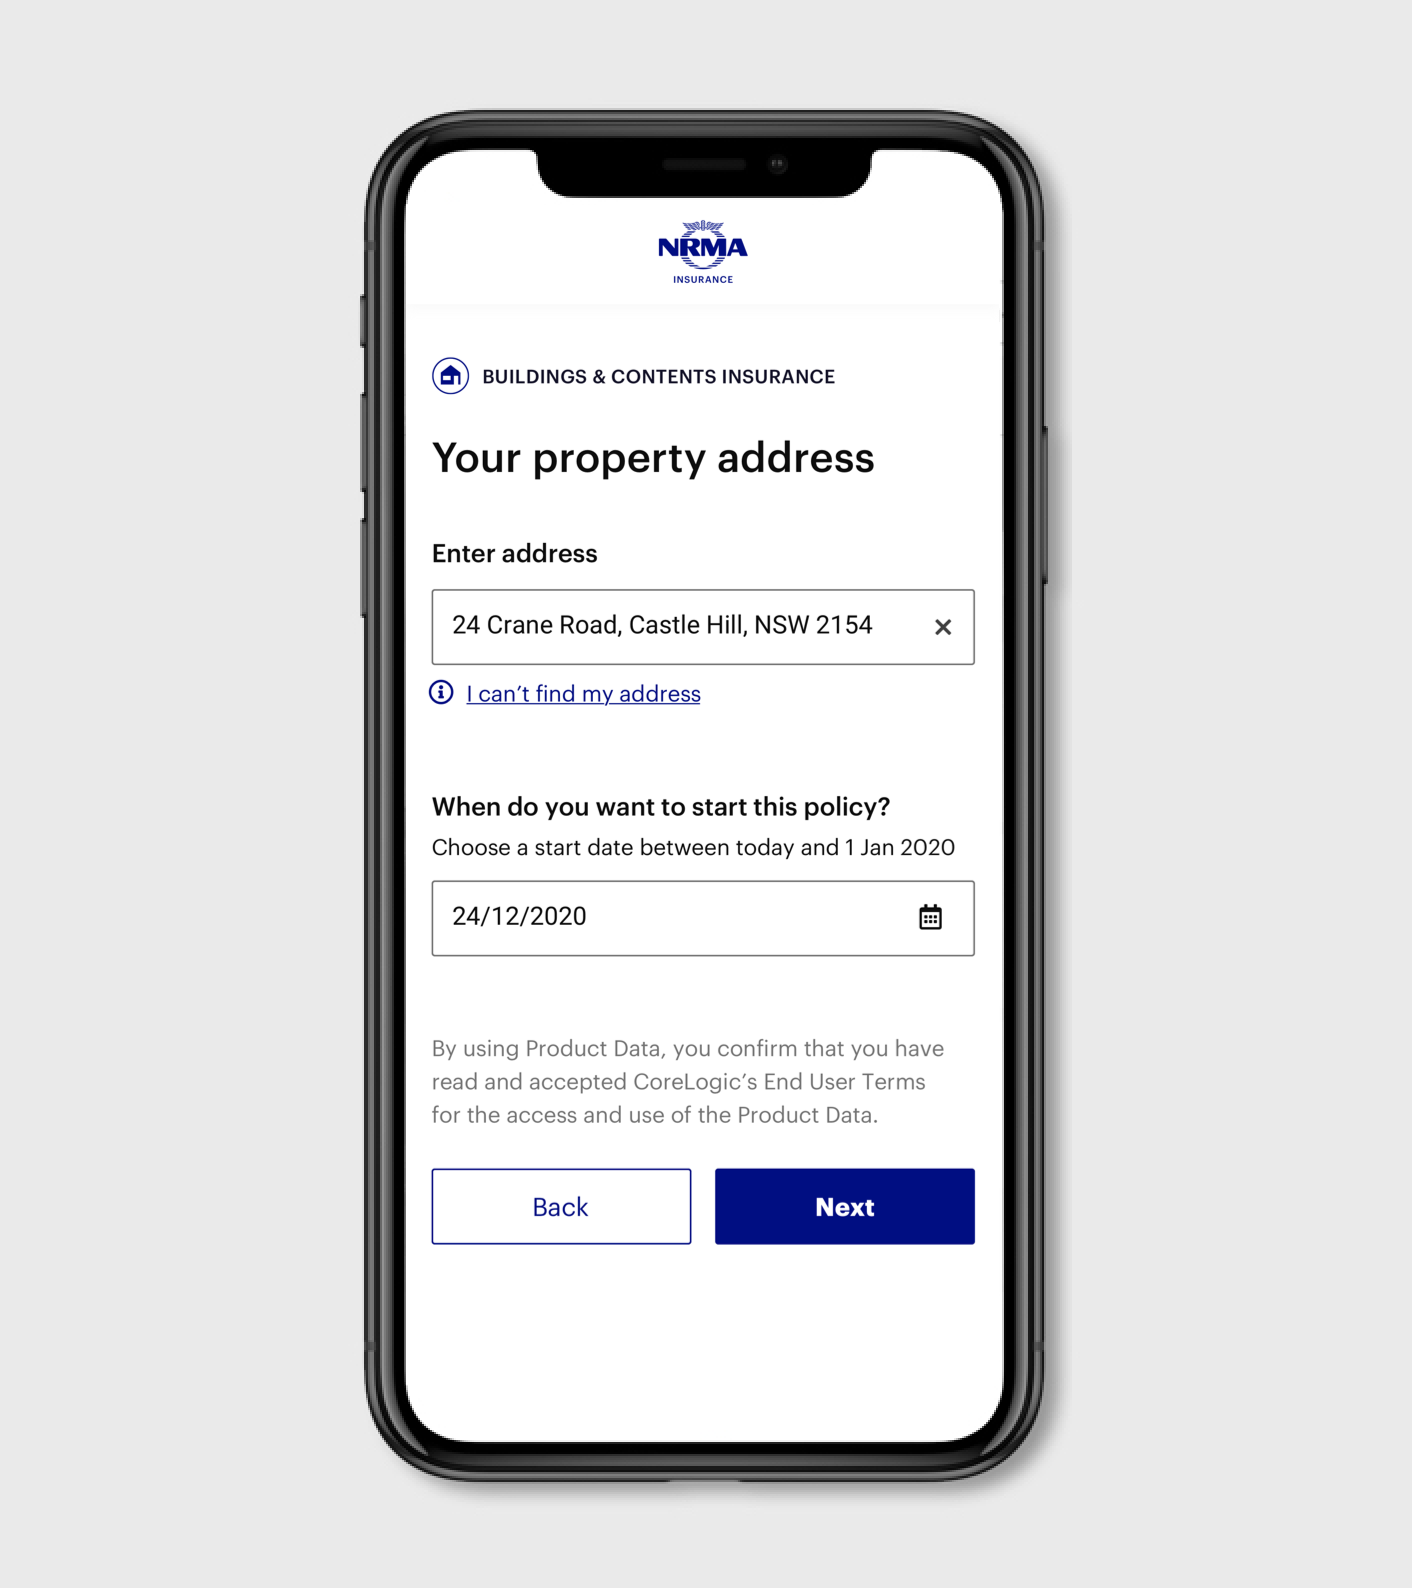 NRMA
INSURANCE
BUILDINGS & CONTENTS INSURANCE
Your property address
Enter address
24 Crane Road, Castle Hill, NSW 2154
I can't find my address
When do you want to start this policy?
Choose a start date between today and 1 Jan 2020
24/12/2020
By using Product Data, you confirm that you have
read and accepted CoreLogic's End User Terms
for the access and use of the Product Data.
Back
Next